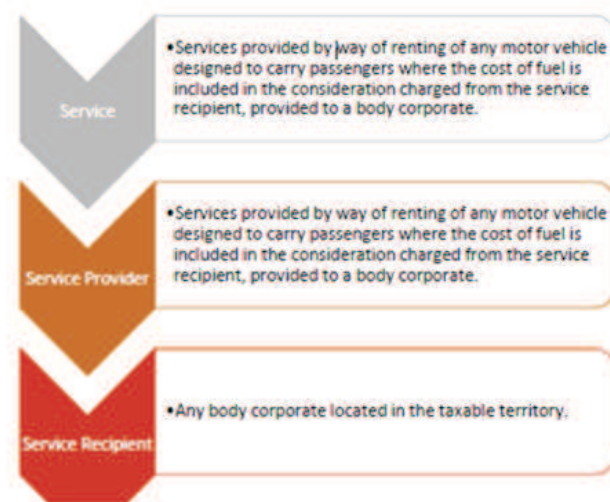 Service
•Services provided by way of renting of any motor vehicle
designed to carry passengers where the cost of fuel is
included in the consideration charged from the service
recipient, provided to a body corporate.
Service Provider
•Services provided by way of renting of any motor vehicle
designed to carry passengers where the cost of fuel is
included in the consideration charged from the service
recipient, provided to a body corporate.
Service Recipient
•Any body corporate located in the taxable territory.